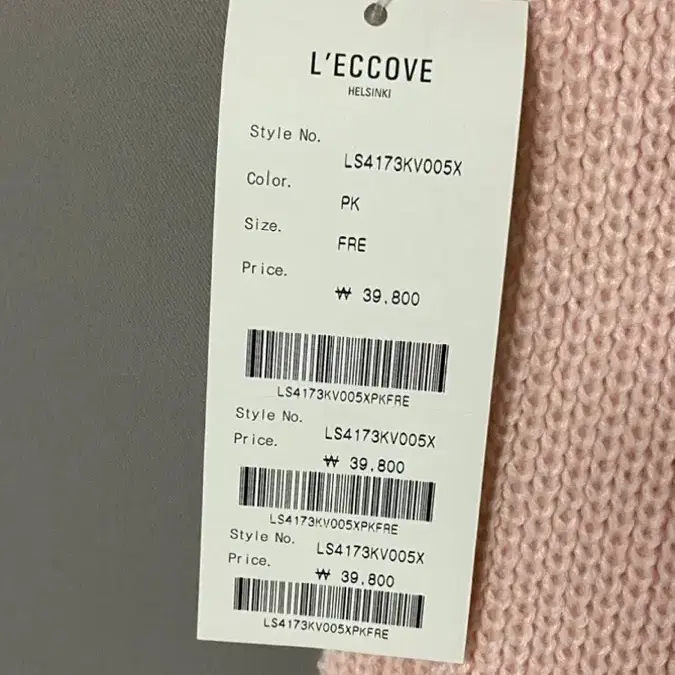 L'ECCOVE
HELSINKI
Style No.
LS4173KV005X
Color.
PK
Size.
FRE
Price.
₩ 39,800
LS4173KV005XPKFRE
Style No.
LS4173KV005X
Price.
₩ 39,800
LS4173KV005XPKFRE
Style No.
LS4173KV005X
Price.
₩ 39,800
LS4173KV005XPKFRE